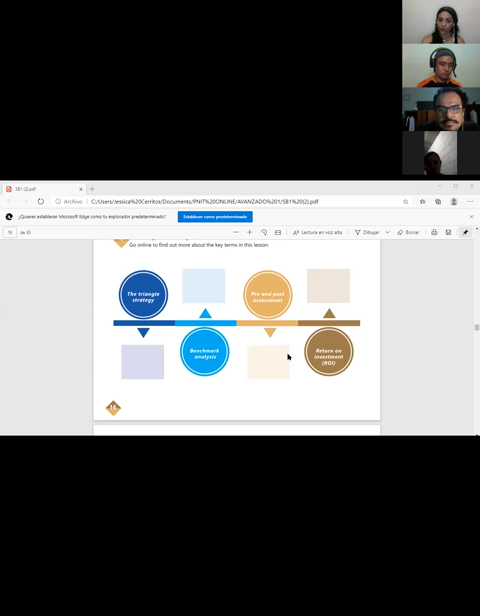 SB1 (2).pdf
Archivo
C:/Users/Jessica%20Cerritos/Documents/PNIT%20ONLINE/AVANZADO%201/SB1%20(2).pdf
¿Quieres establecer Microsoft Edge como tu explorador predeterminado?
Establecer como predeterminado
16 de 33
Lectura en voz alta
Dibujar
Borrar
Go online to find out more about the key terms in this lesson.
The triangle
strategy
Pre and post
assessment
Benchmark
analysis
Return on
investment
(ROI)